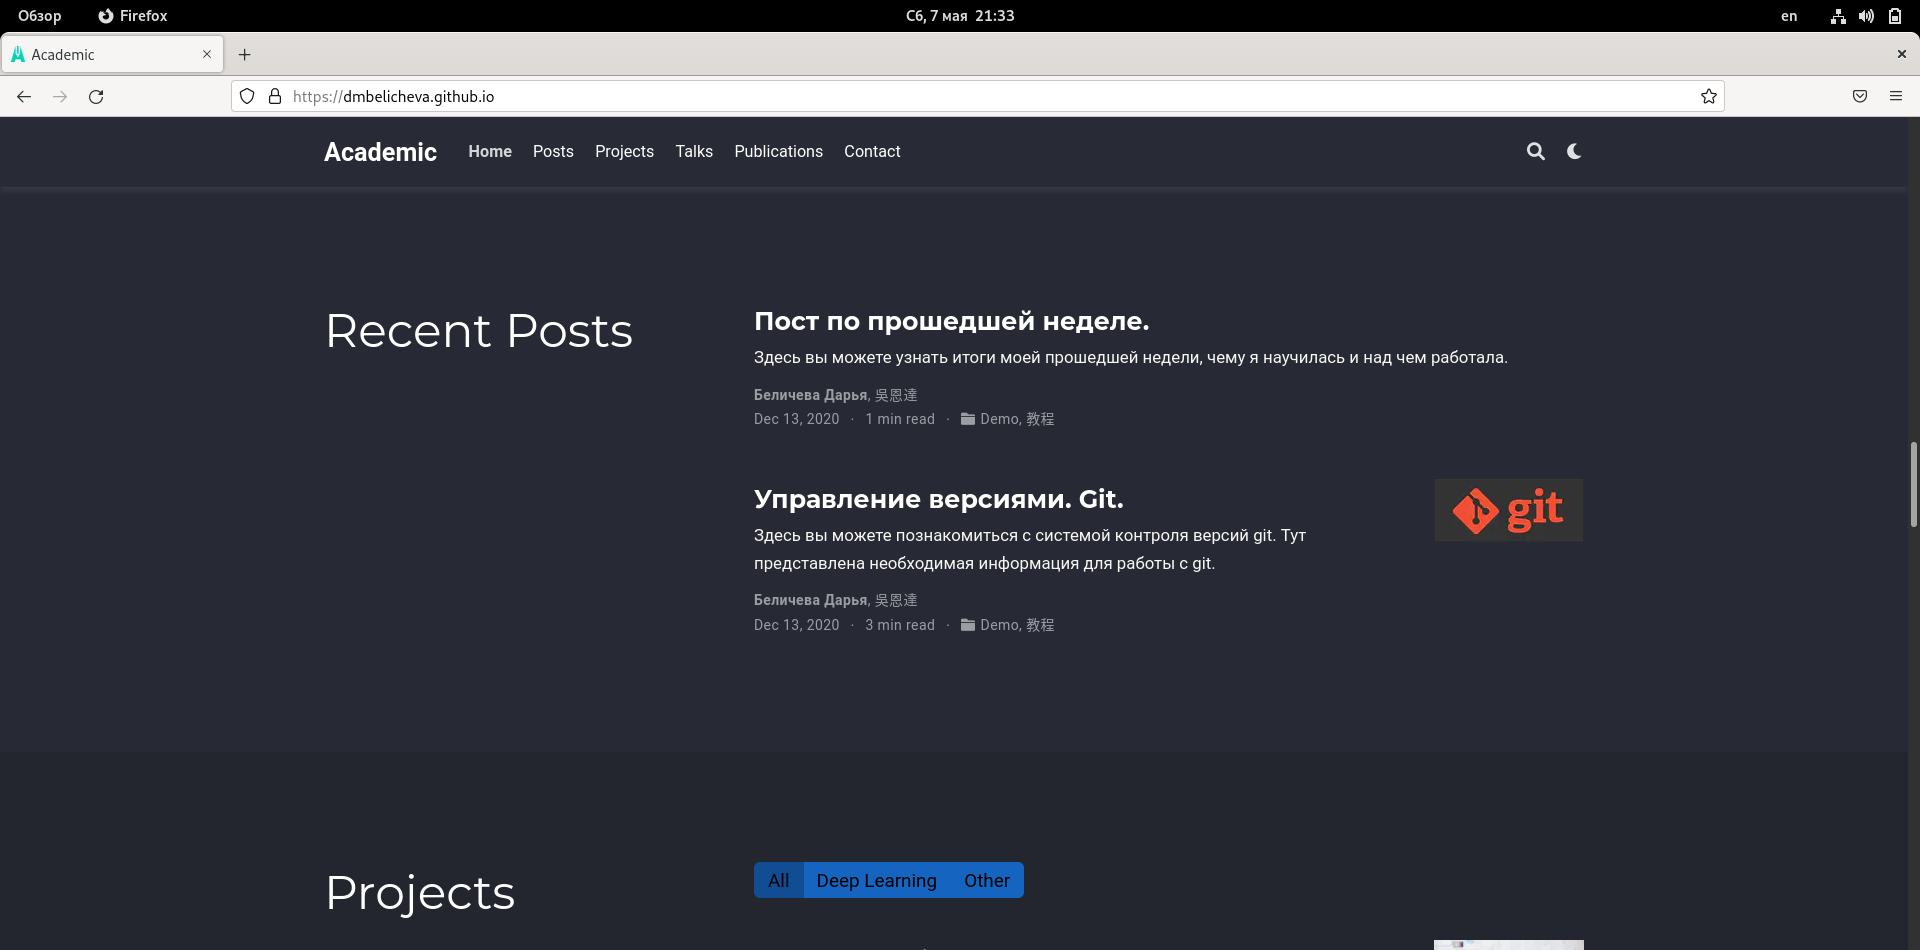 Обзор Firefox Сб, 7 мая 21:33 en
Academic
https://dmbelicheva.github.io
Academic Home Posts Projects Talks Publications Contact
Recent Posts
Пост по прошедшей неделе.
Здесь вы можете узнать итоги моей прошедшей недели, чему я научилась и над чем работала.
Беличева Дарья, 吳恩達
Dec 13, 2020 · 1 min read · Demo, 教程
Управление версиями. Git.
Здесь вы можете познакомиться с системой контроля версий git. Тут
представлена необходимая информация для работы с git.
git
Беличева Дарья, 吳恩達
Dec 13, 2020 · 3 min read · Demo, 教程
Projects
All Deep Learning Other